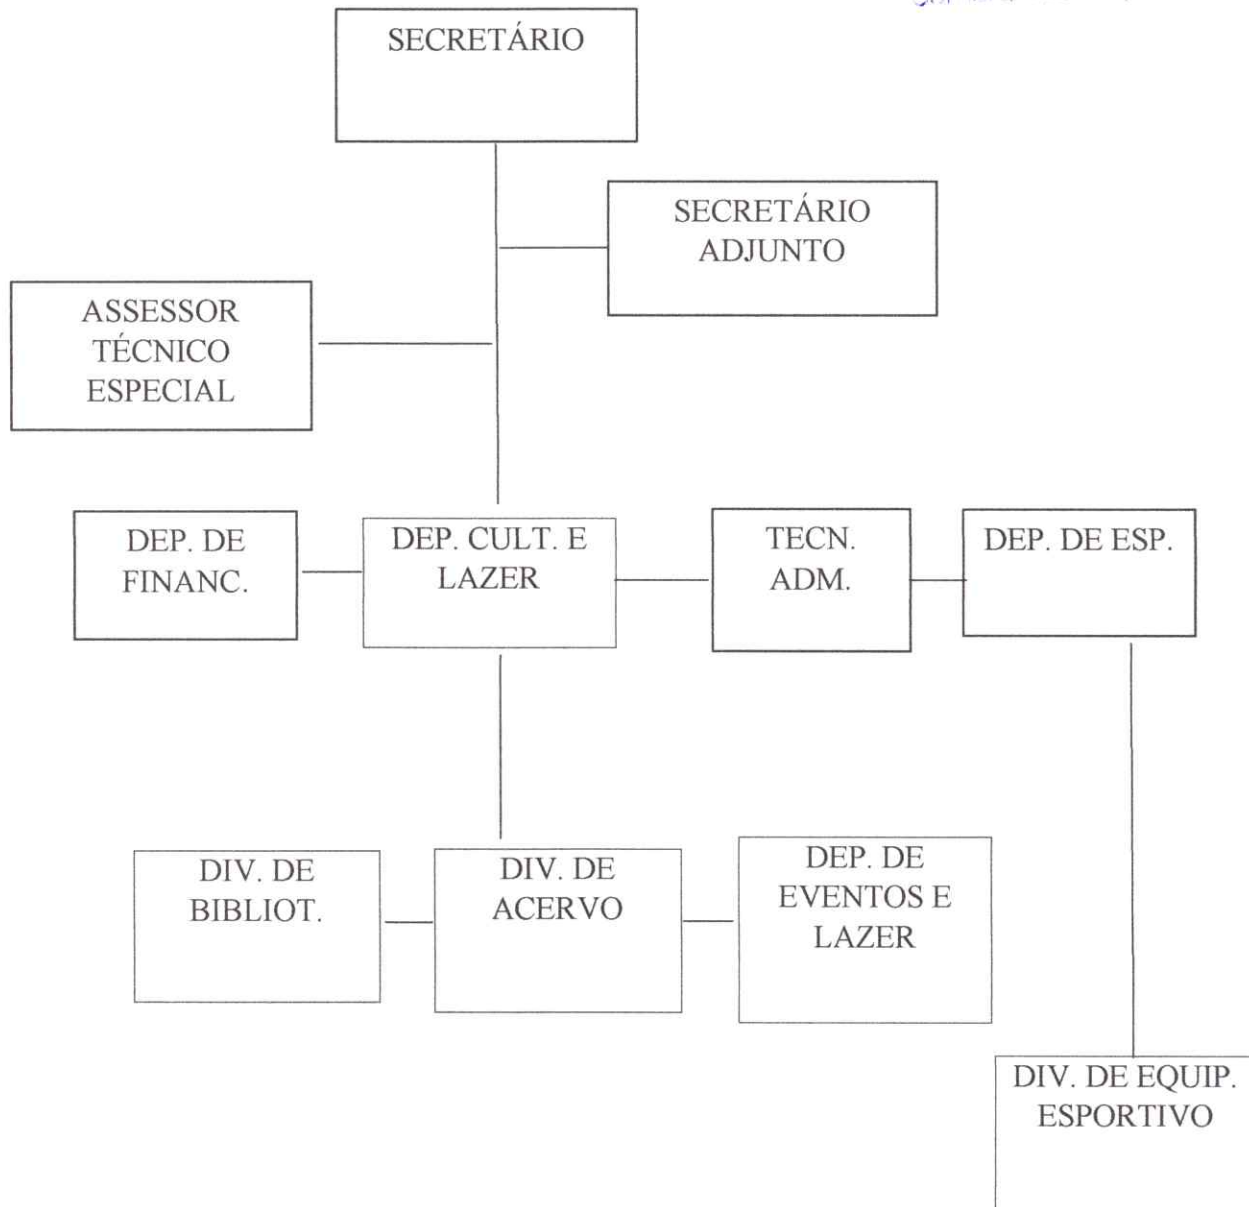 SECRETÁRIO
SECRETÁRIO
ADJUNTO
ASSESSOR
TÉCNICO
ESPECIAL
DEP. DE
FINANC.
DEP. CULT. E
LAZER
TECN.
ADM.
DEP. DE ESP.
DIV. DE
BIBLIOT.
DIV. DE
ACERVO
DEP. DE
EVENTOS E
LAZER
DIV. DE EQUIP.
ESPORTIVO